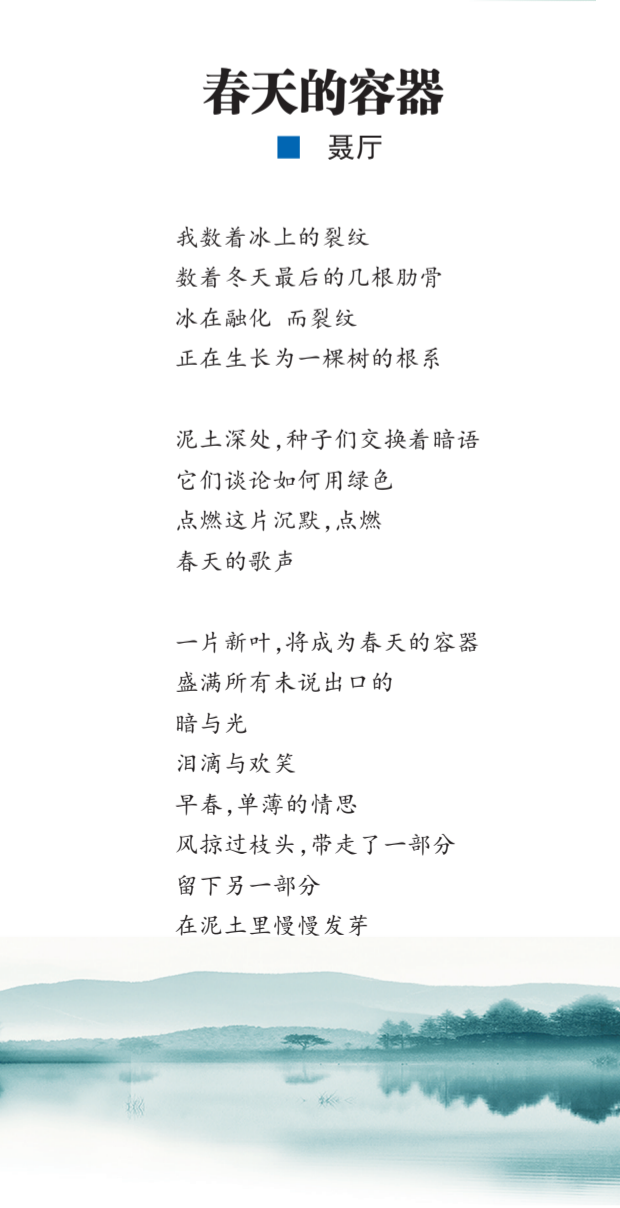 春天的容器
聂厅
我数着冰上的裂纹
数着冬天最后的几根肋骨
冰在融化 而裂纹
正在生长为一棵树的根系
泥土深处,种子们交换着暗语
它们谈论如何用绿色
点燃这片沉默,点燃
春天的歌声
一片新叶,将成为春天的容器
盛满所有未说出口的
暗与光
泪滴与欢笑
早春,单薄的情思
风掠过枝头,带走了一部分
留下另一部分
在泥土里慢慢发芽